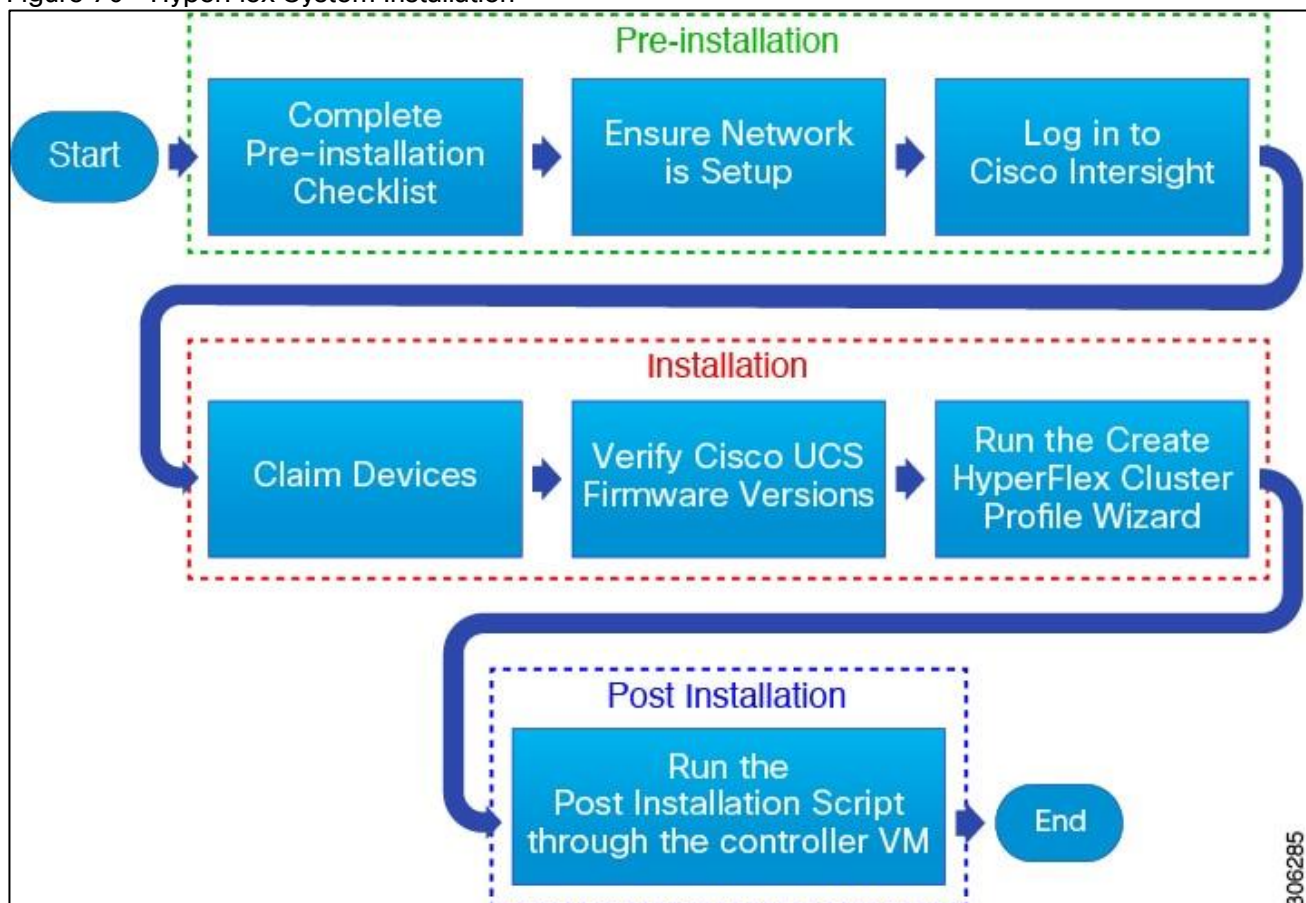 HyperFlex System Installation
Pre-installation
Start
Complete
Pre-installation
Checklist
Ensure Network
is Setup
Log in to
Cisco Intersight
Installation
Claim Devices
Verify Cisco UCS
Firmware Versions
Run the Create
HyperFlex Cluster
Profile Wizard
Post Installation
Run the
Post Installation Script
through the controller VM
End
306285